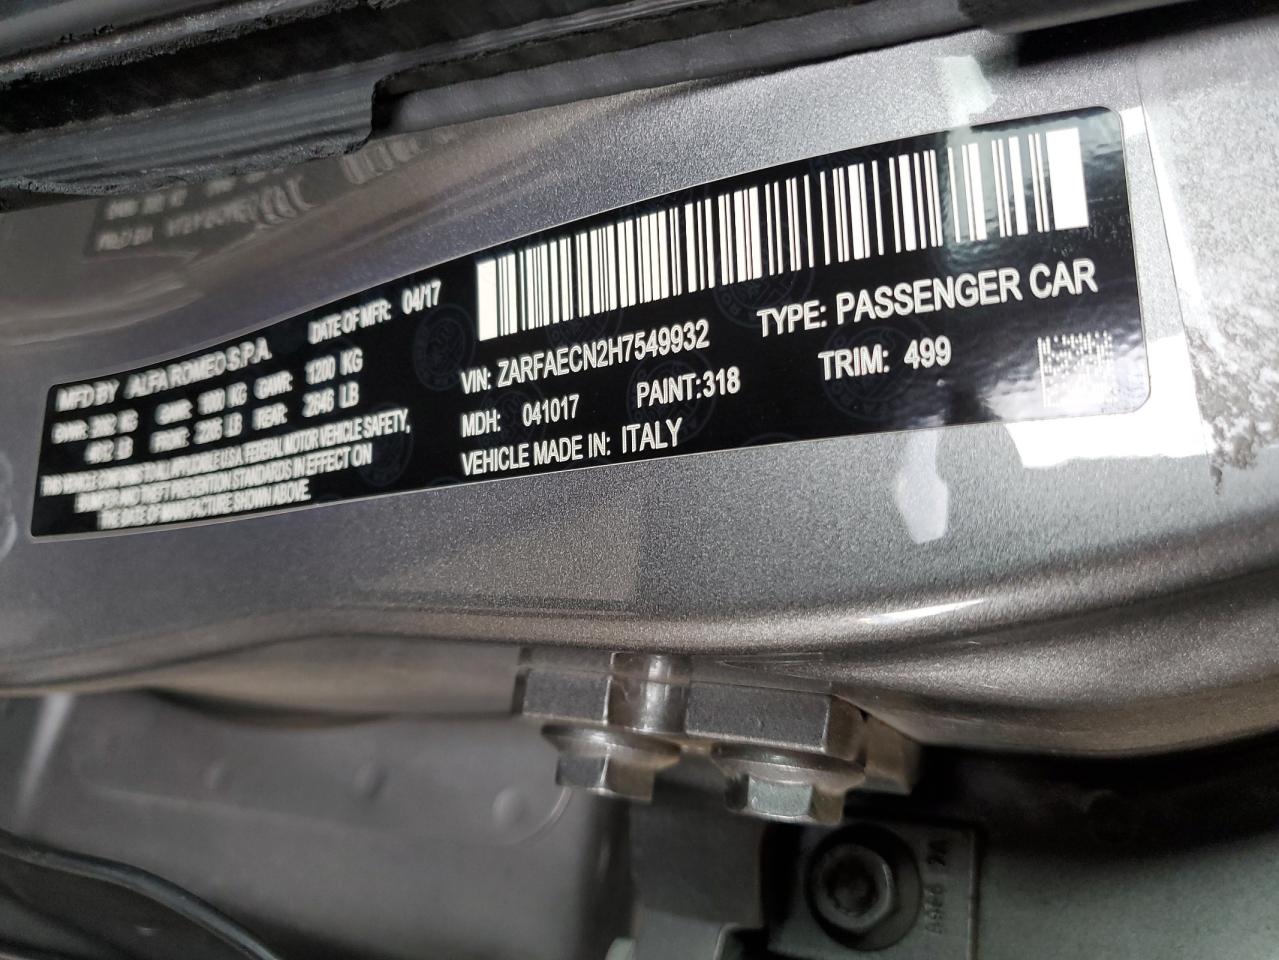 MFD BY ALFA ROMEO S.P.A. DATE OF MFR: 04/17
GVWR: KG GAWR: KG GAWR: 1200 KG
LB FRONT: LB REAR: 2646 LB
THIS VEHICLE CONFORMS TO ALL APPLICABLE U.S.A. FEDERAL MOTOR VEHICLE SAFETY,
BUMPER AND THEFT PREVENTION STANDARDS IN EFFECT ON
THE DATE OF MANUFACTURE SHOWN ABOVE
VIN: ZARFAECN2H7549932 TYPE: PASSENGER CAR
MDH: 041017 PAINT:318 TRIM: 499
VEHICLE MADE IN: ITALY